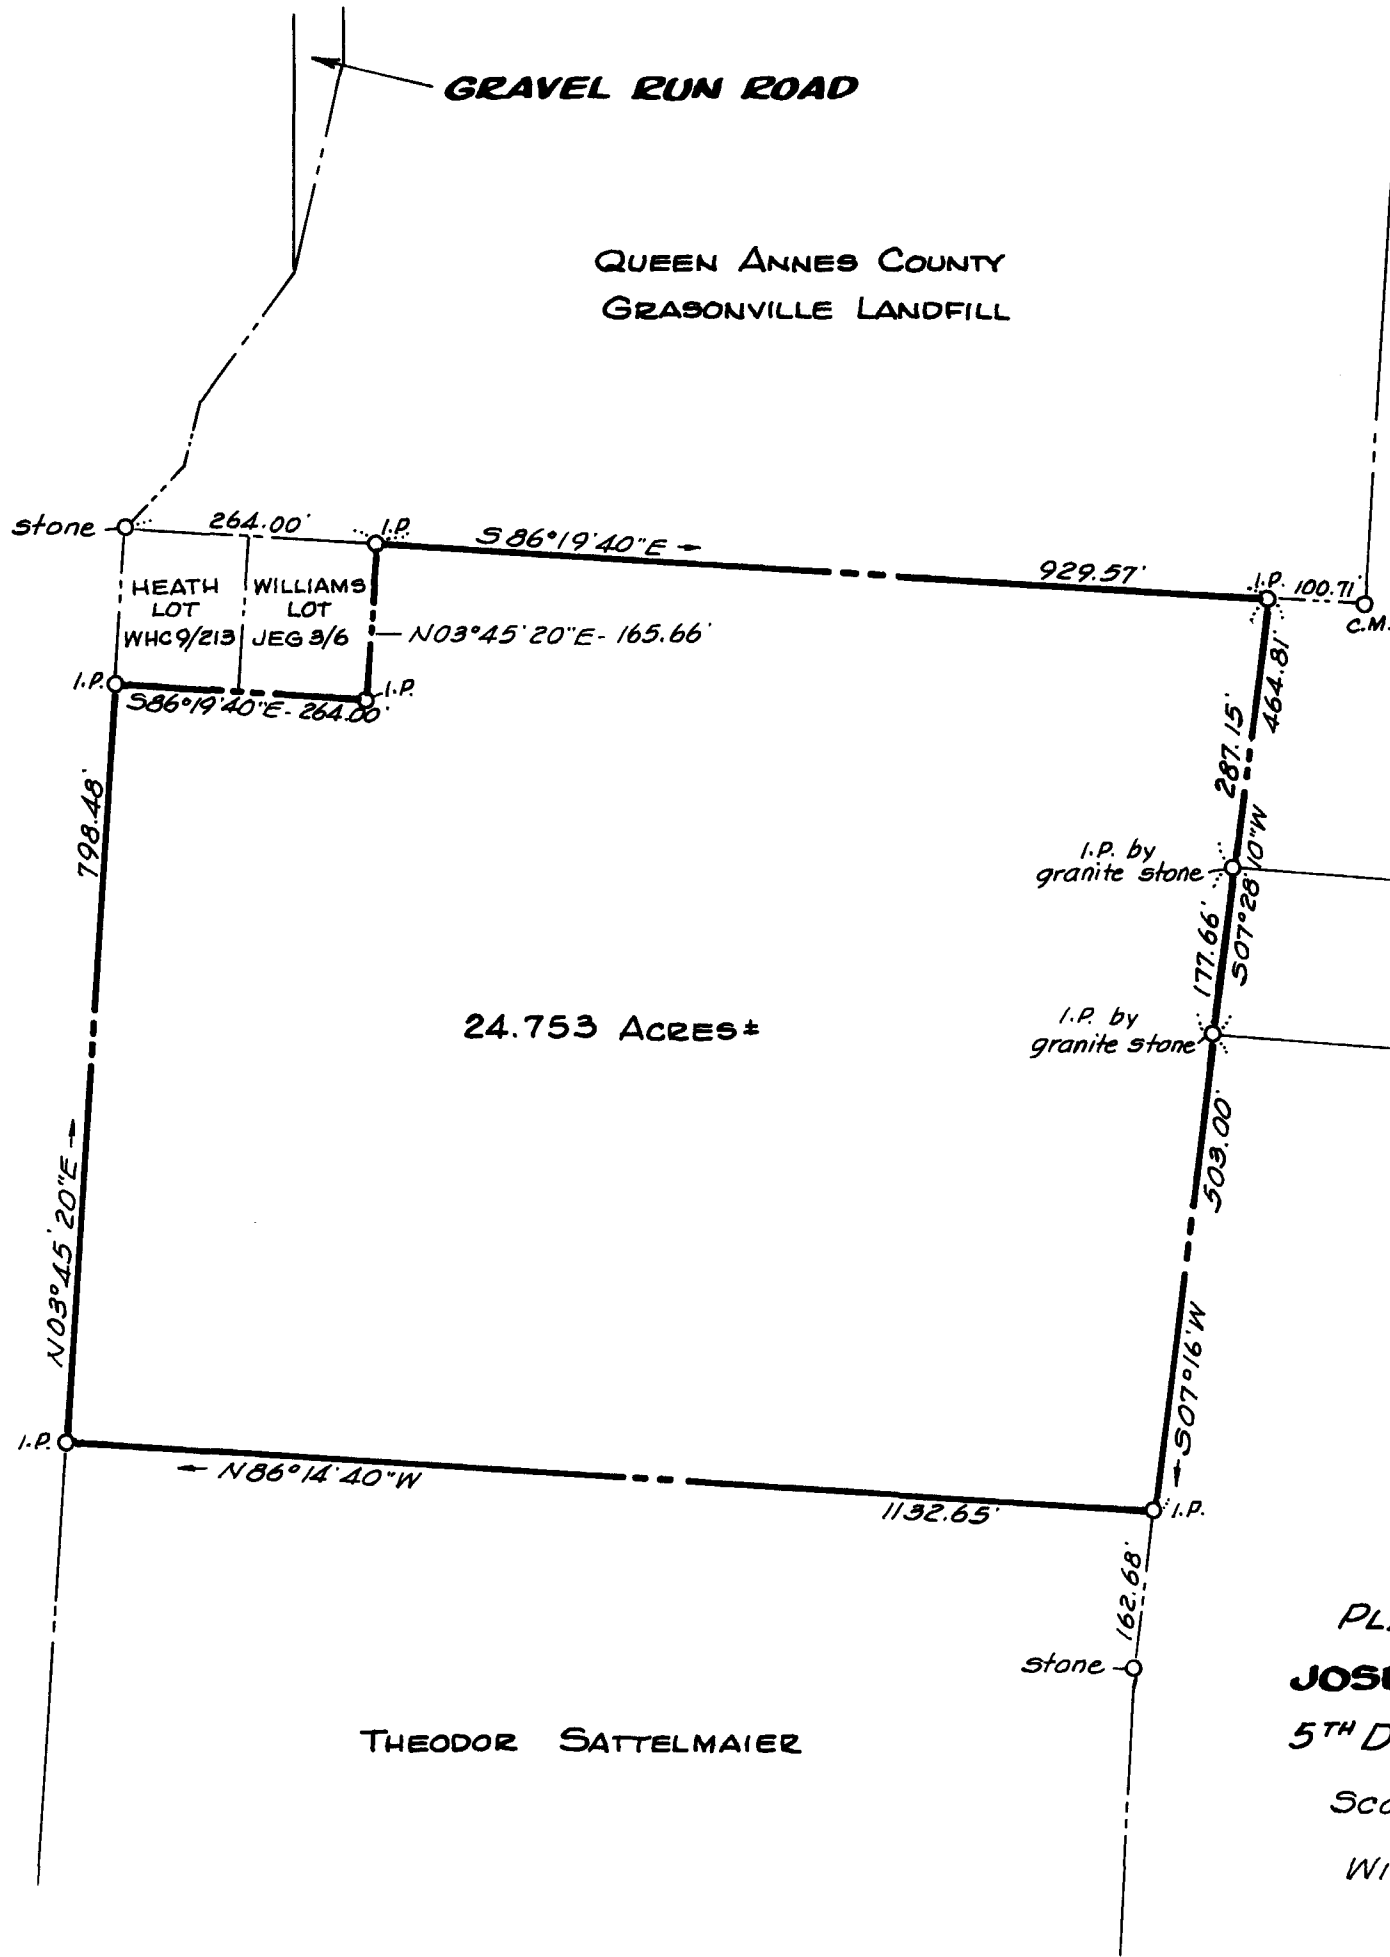 GRAVEL RUN ROAD
QUEEN ANNES COUNTY
GRASONVILLE LANDFILL
stone
264.00'
I.P.
S86°19'40"E
929.57'
I.P.
100.71'
C.M.
HEATH
LOT
WHC 9/213
WILLIAMS
LOT
JEG 3/6
N03°45'20"E - 165.66'
I.P.
I.P.
S86°19'40"E - 264.00'
464.81'
287.15'
S07°28'10"W
798.48'
I.P. by
granite stone
177.66'
24.753 ACRES±
I.P. by
granite stone
503.00'
N03°45'20"E
S07°16'W
I.P.
N86°14'40"W
1132.65'
I.P.
162.68'
stone
THEODOR SATTELMAIER
5TH D